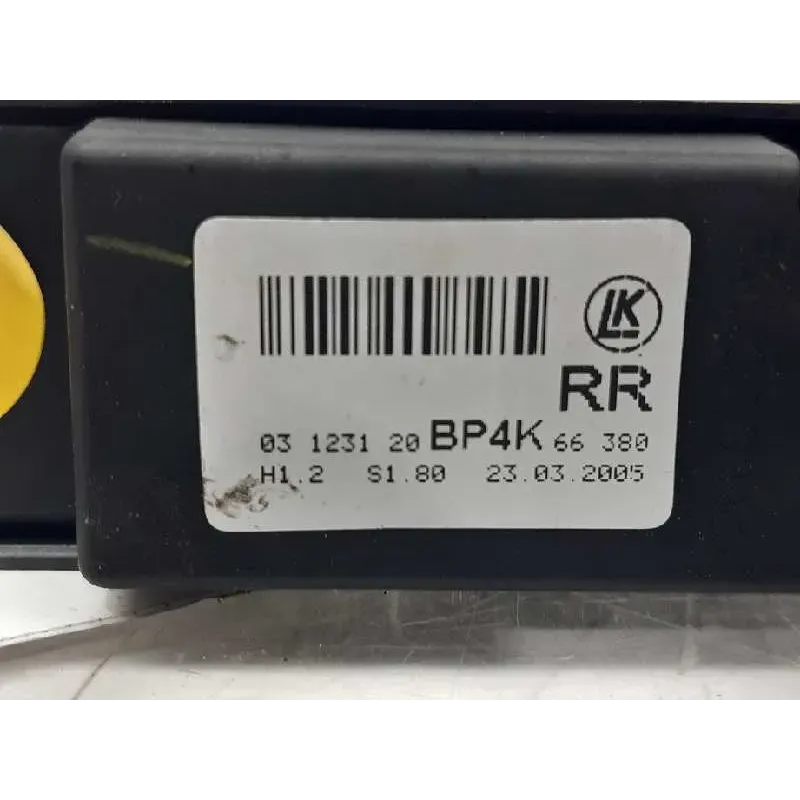 LK
RR
03 1231 20 BP4K 66 380
H1.2 S1.80 23.03.2005